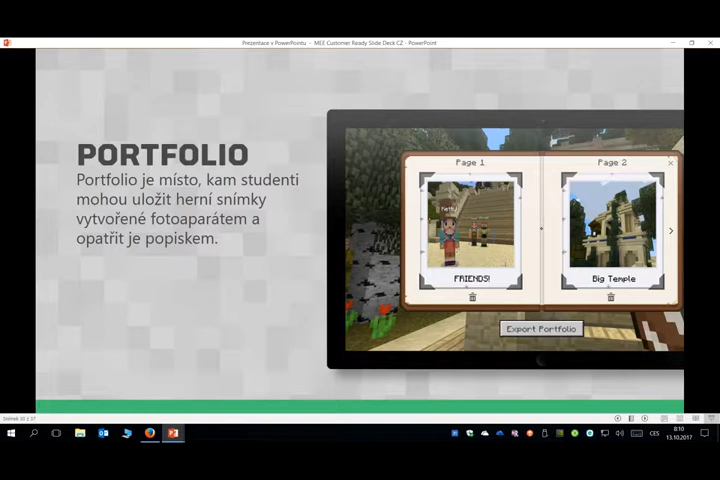 Prezentace v PowerPointu - MEE Customer Ready Slide Deck CZ - PowerPoint
PORTFOLIO
Portfolio je místo, kam studenti
mohou uložit herní snímky
vytvořené fotoaparátem a
opatřit je popiskem.
Page 1
Page 2
FRIENDS!
Big Temple
Export Portfolio
CES
8:10
13.10.2017